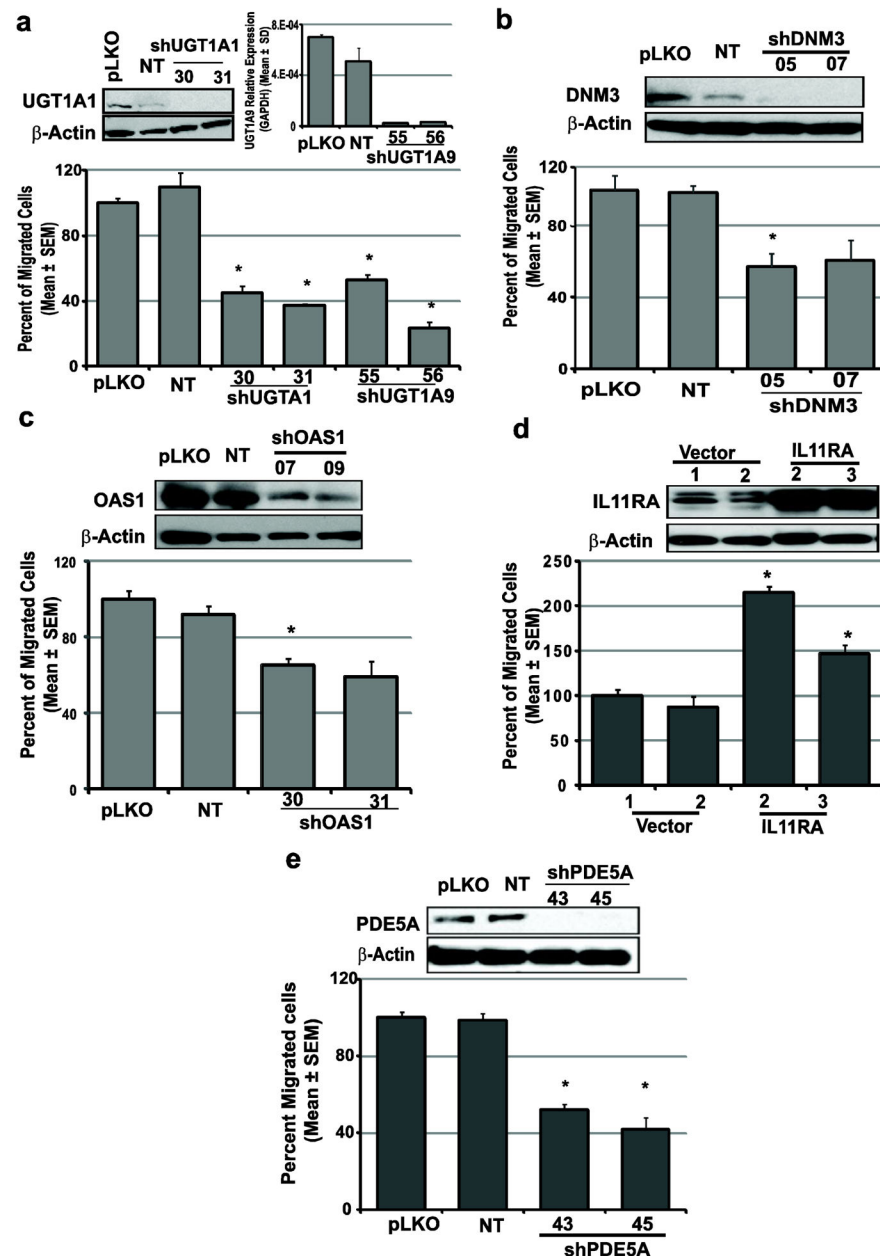 a
pLKO
NT
shUGT1A1
30 31
UGT1A1
β-Actin
UGT1A9 Relative Expression
(GAPDH) (Mean ± SD)
8.E-04
4.E-04
0
pLKO NT 55 56
shUGT1A9
Percent of Migrated Cells
(Mean ± SEM)
120
80
40
0
* * * *
pLKO NT 30 31 55 56
shUGTA1 shUGT1A9
b
pLKO NT shDNM3
05 07
DNM3
β-Actin
Percent of Migrated Cells
(Mean ± SEM)
120
80
40
0
*
pLKO NT 05 07
shDNM3
c
pLKO NT shOAS1
07 09
OAS1
β-Actin
Percent of Migrated Cells
(Mean ± SEM)
120
80
40
0
*
pLKO NT 30 31
shOAS1
d
Vector IL11RA
1 2 2 3
IL11RA
β-Actin
Percent of Migrated Cells
(Mean ± SEM)
250
200
150
100
50
0
* *
1 2 2 3
Vector IL11RA
e
pLKO NT shPDE5A
43 45
PDE5A
β-Actin
Percent Migrated cells
(Mean ± SEM)
120
80
40
0
* *
pLKO NT 43 45
shPDE5A